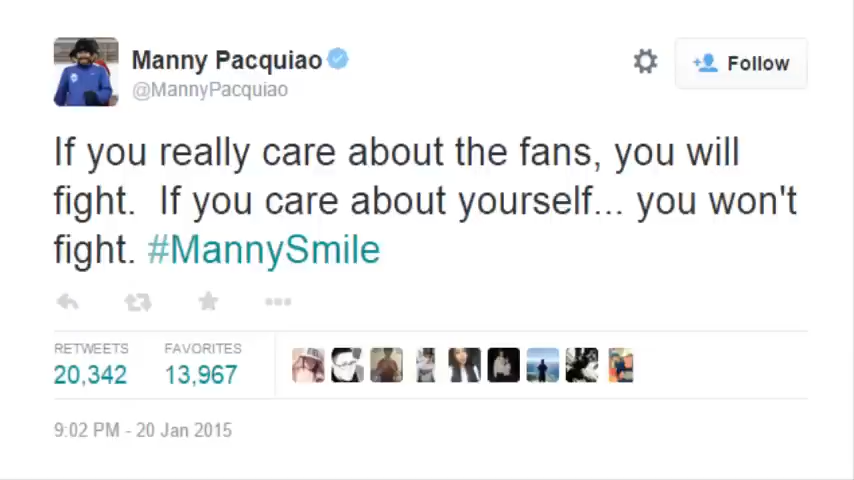 Manny Pacquiao
@MannyPacquiao
Follow
If you really care about the fans, you will
fight.  If you care about yourself... you won't
fight. #MannySmile
RETWEETS FAVORITES
20,342 13,967
9:02 PM - 20 Jan 2015